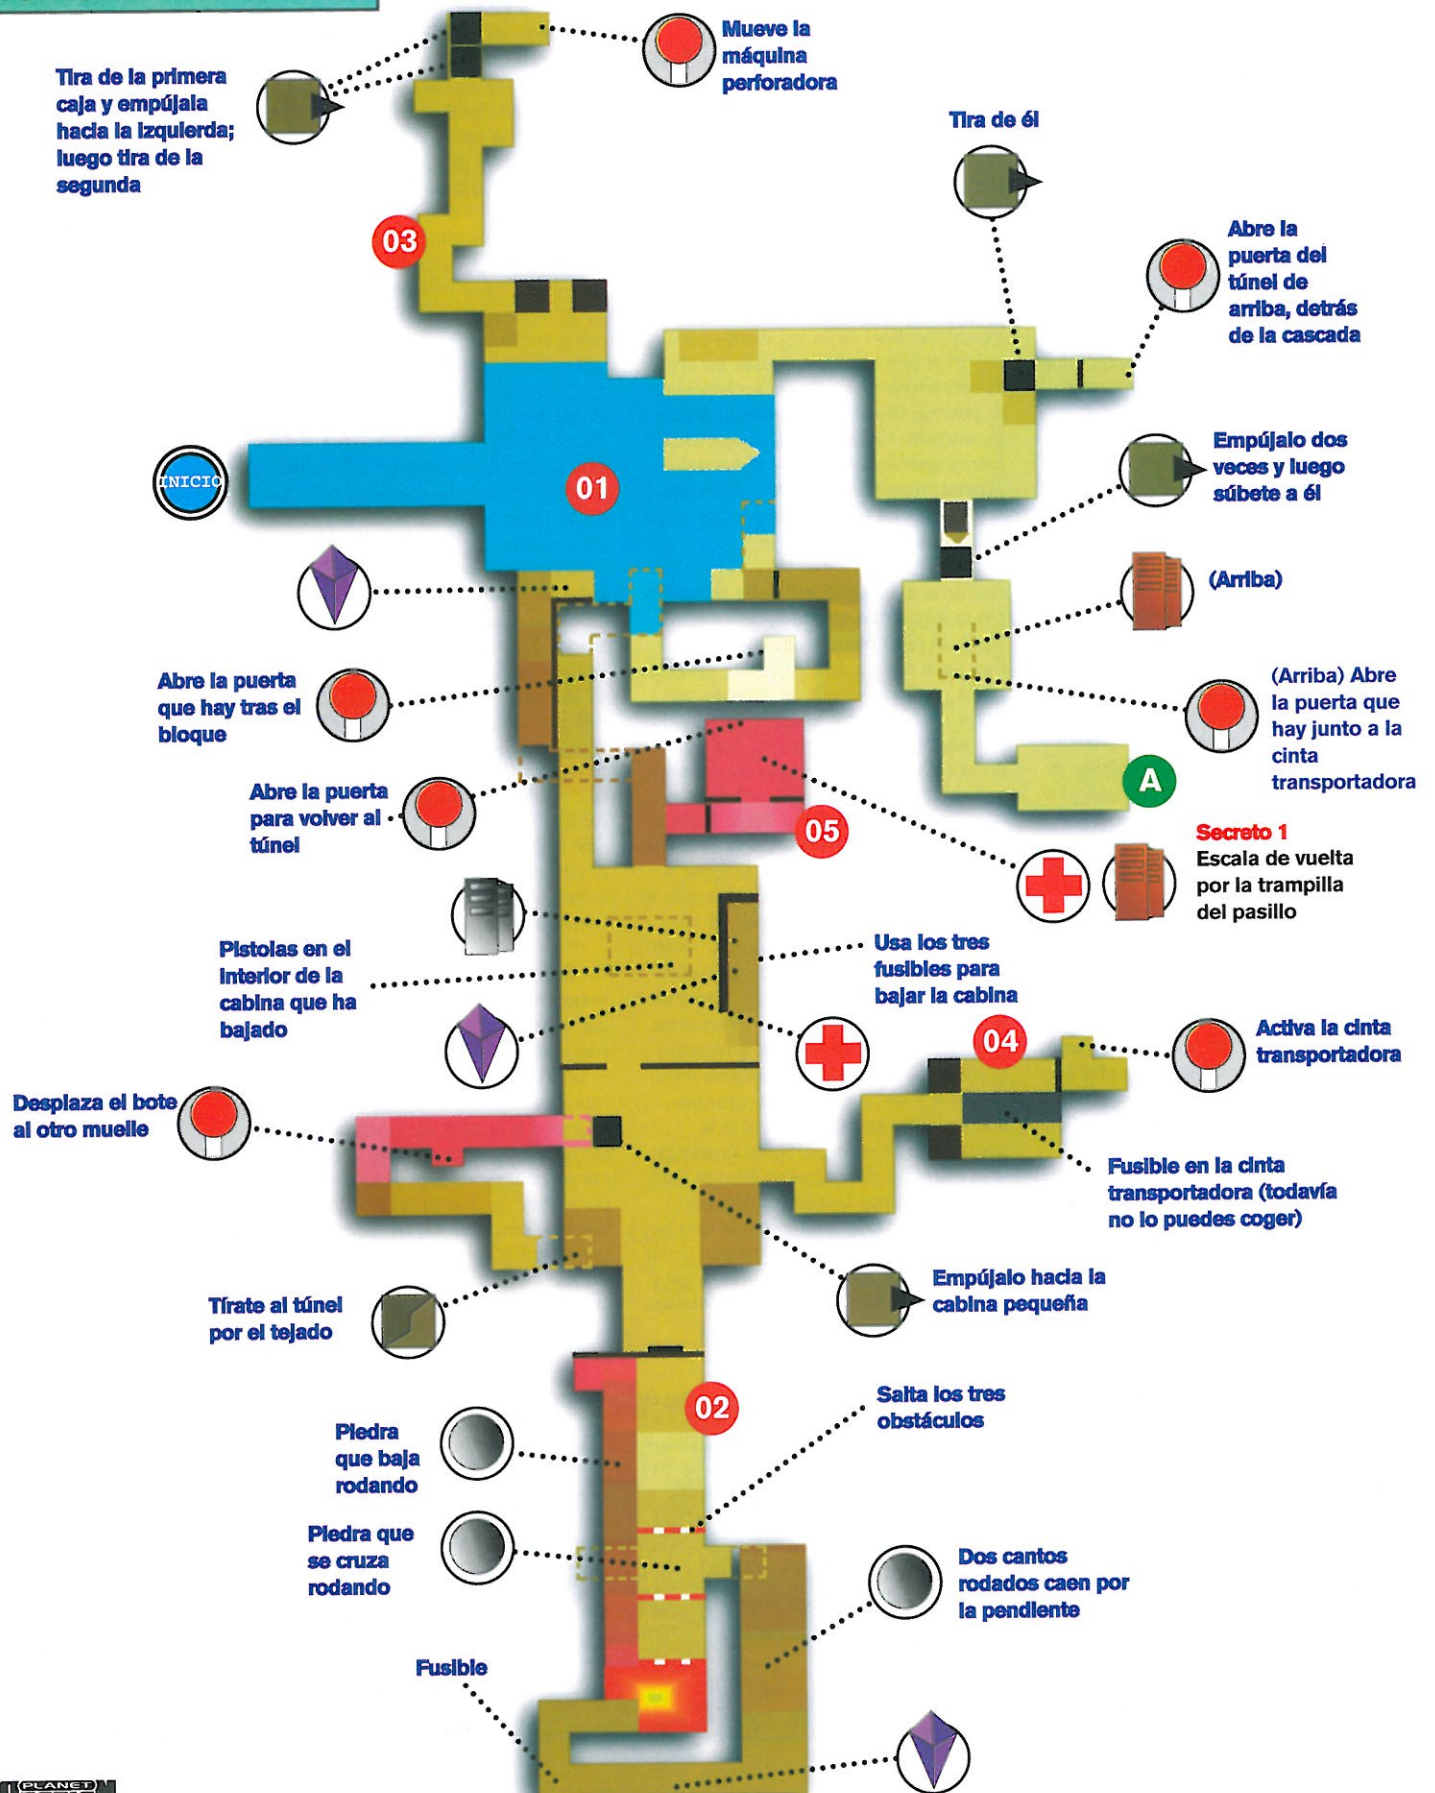 Mueve la
máquina
perforadora
Tira de la primera
caja y empújala
hacia la izquierda;
luego tira de la
segunda
Tira de él
03
Abre la
puerta del
túnel de
arriba, detrás
de la cascada
INICIO
01
Empújalo dos
veces y luego
súbete a él
(Arriba)
Abre la puerta
que hay tras el
bloque
(Arriba) Abre
la puerta que
hay junto a la
cinta
transportadora
A
Abre la puerta
para volver al
túnel
05
Secreto 1
Escala de vuelta
por la trampilla
del pasillo
Pistolas en el
interior de la
cabina que ha
bajado
Usa los tres
fusibles para
bajar la cabina
04
Activa la cinta
transportadora
Desplaza el bote
al otro muelle
Fusible en la cinta
transportadora (todavía
no lo puedes coger)
Tírate al túnel
por el tejado
Empújalo hacia la
cabina pequeña
02
Salta los tres
obstáculos
Piedra
que baja
rodando
Piedra que
se cruza
rodando
Dos cantos
rodados caen por
la pendiente
Fusible
PLANET